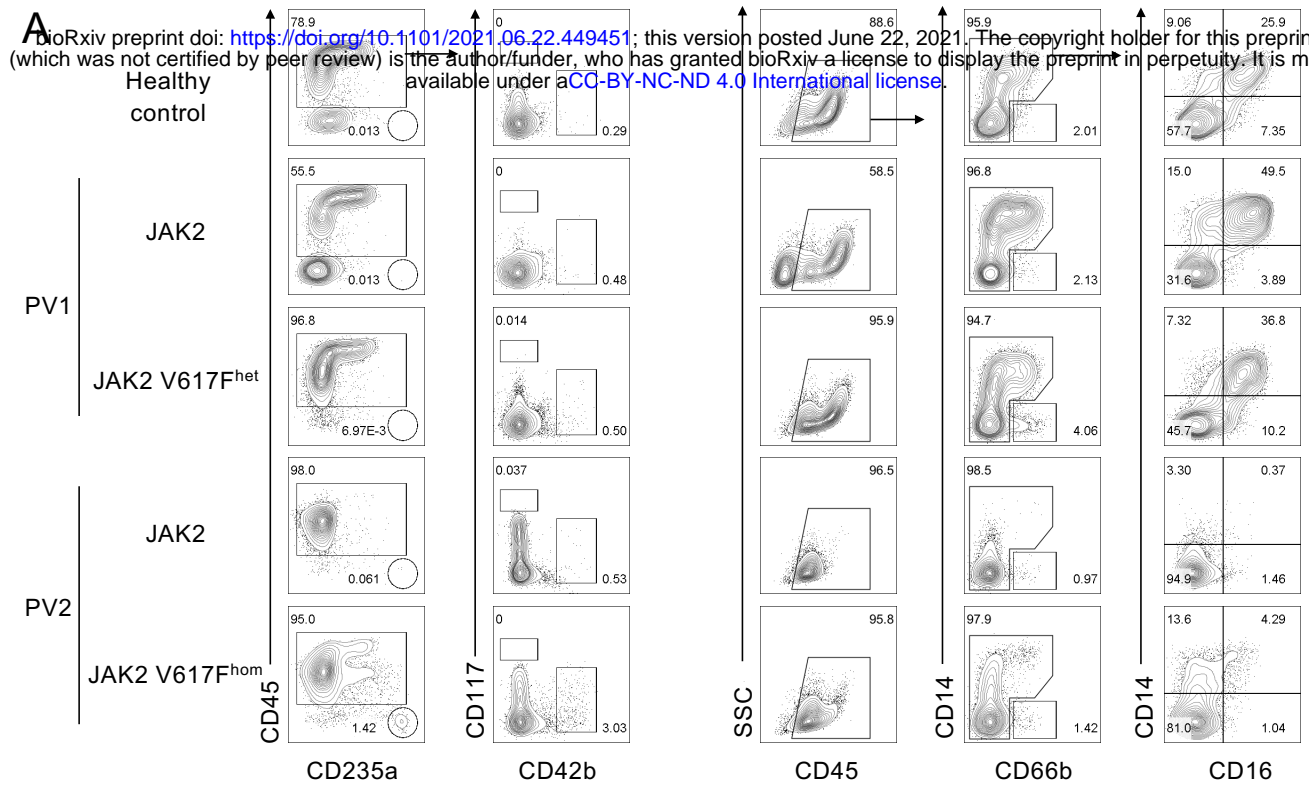 A
bioRxiv preprint doi: https://doi.org/10.1101/2021.06.22.449451; this version posted June 22, 2021. The copyright holder for this preprin
(which was not certified by peer review) is the author/funder, who has granted bioRxiv a license to display the preprint in perpetuity. It is m
available under aCC-BY-NC-ND 4.0 International license.
Healthy
control
78.9
0.013
0
0.29
88.6
95.9
2.01
9.06 25.9
57.7 7.35
PV1
JAK2
55.5
0.013
0
0.48
58.5
96.8
2.13
15.0 49.5
31.6 3.89
JAK2 V617Fhet
96.8
6.97E-3
0.014
0.50
95.9
94.7
4.06
7.32 36.8
45.7 10.2
PV2
JAK2
98.0
0.061
0.037
0.53
96.5
98.5
0.97
3.30 0.37
94.9 1.46
JAK2 V617Fhom
95.0
1.42
0
3.03
95.8
97.9
1.42
13.6 4.29
81.0 1.04
CD45
CD117
SSC
CD14
CD14
CD235a
CD42b
CD45
CD66b
CD16